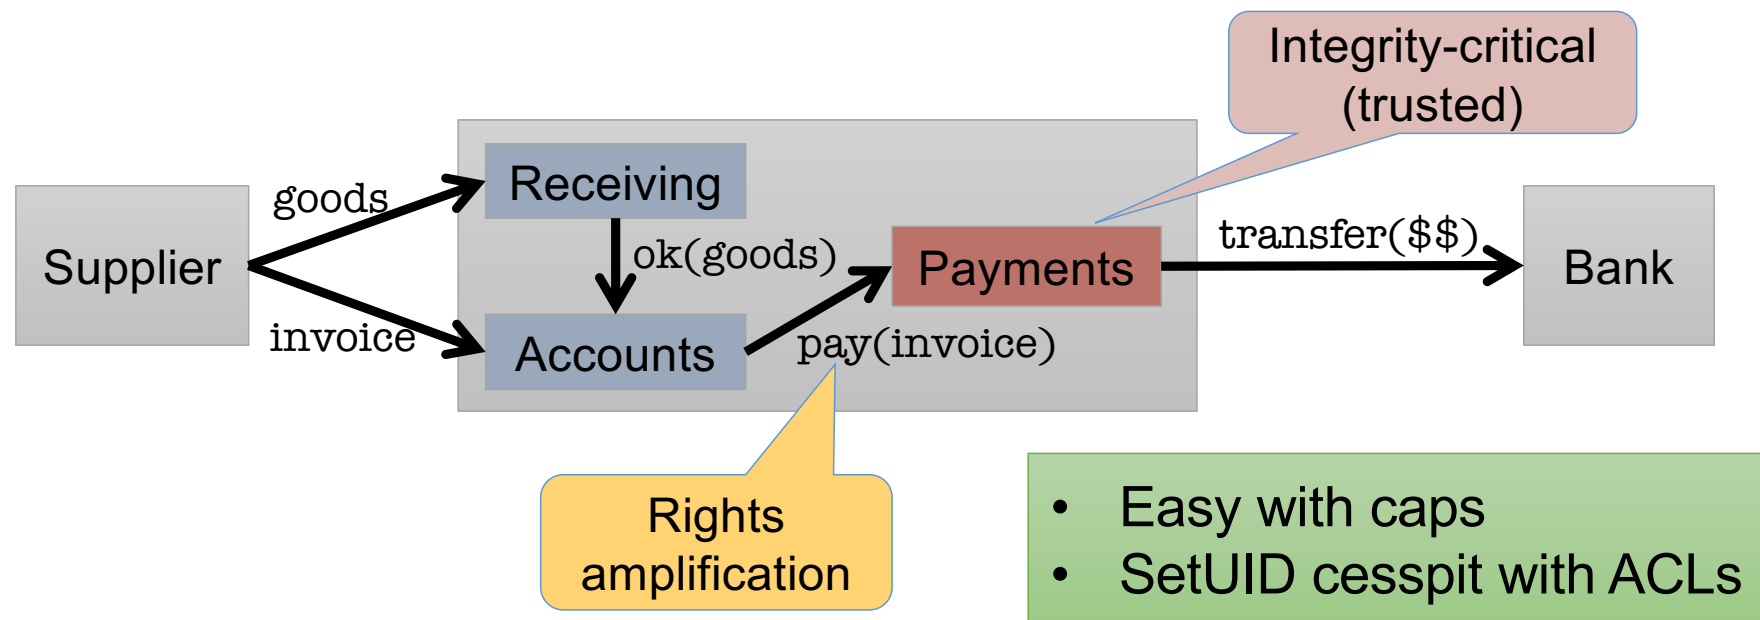 Integrity-critical
(trusted)
Receiving
goods
Supplier
ok(goods)
Payments
transfer($$)
Bank
invoice
Accounts
pay(invoice)
Rights
amplification
• Easy with caps
• SetUID cesspit with ACLs